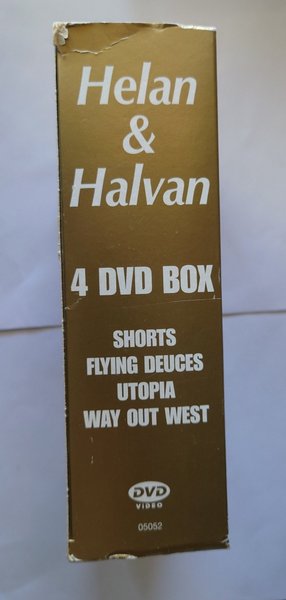 Helan
&
Halvan
4 DVD BOX
SHORTS
FLYING DEUCES
UTOPIA
WAY OUT WEST
DVD
VIDEO
05052